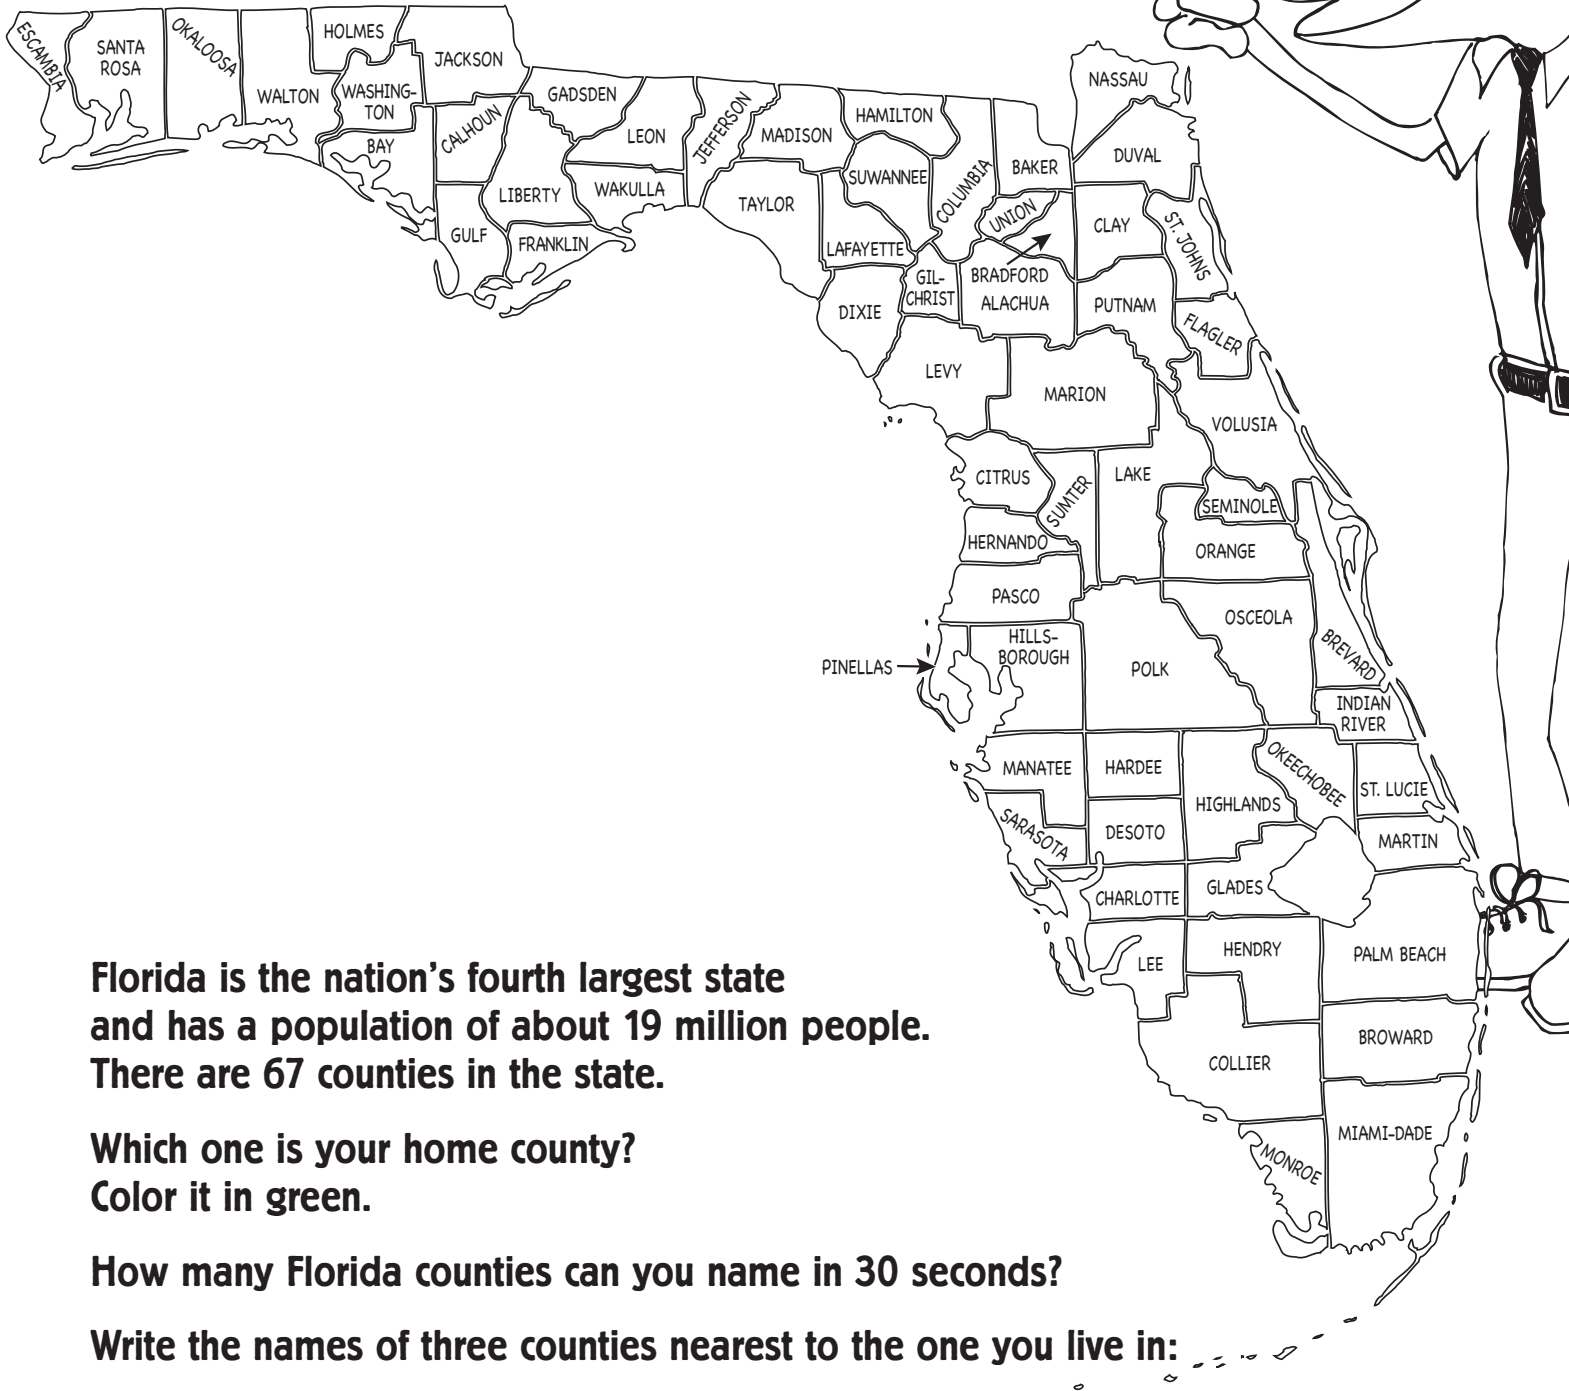 ESCAMBIA
SANTA
ROSA
OKALOOSA
WALTON
HOLMES
WASHING-
TON
BAY
JACKSON
CALHOUN
GULF
GADSDEN
LIBERTY
FRANKLIN
LEON
WAKULLA
JEFFERSON
MADISON
TAYLOR
HAMILTON
SUWANNEE
LAFAYETTE
DIXIE
COLUMBIA
GIL-
CHRIST
BAKER
UNION
BRADFORD
ALACHUA
NASSAU
DUVAL
CLAY
ST. JOHNS
PUTNAM
FLAGLER
LEVY
MARION
VOLUSIA
CITRUS
SUMTER
LAKE
SEMINOLE
HERNANDO
ORANGE
PASCO
OSCEOLA
BREVARD
PINELLAS
HILLS-
BOROUGH
POLK
INDIAN
RIVER
MANATEE
HARDEE
HIGHLANDS
OKEECHOBEE
ST. LUCIE
SARASOTA
DESOTO
MARTIN
CHARLOTTE
GLADES
LEE
HENDRY
PALM BEACH
COLLIER
BROWARD
MONROE
MIAMI-DADE
Florida is the nation's fourth largest state
and has a population of about 19 million people.
There are 67 counties in the state.
Which one is your home county?
Color it in green.
How many Florida counties can you name in 30 seconds?
Write the names of three counties nearest to the one you live in: